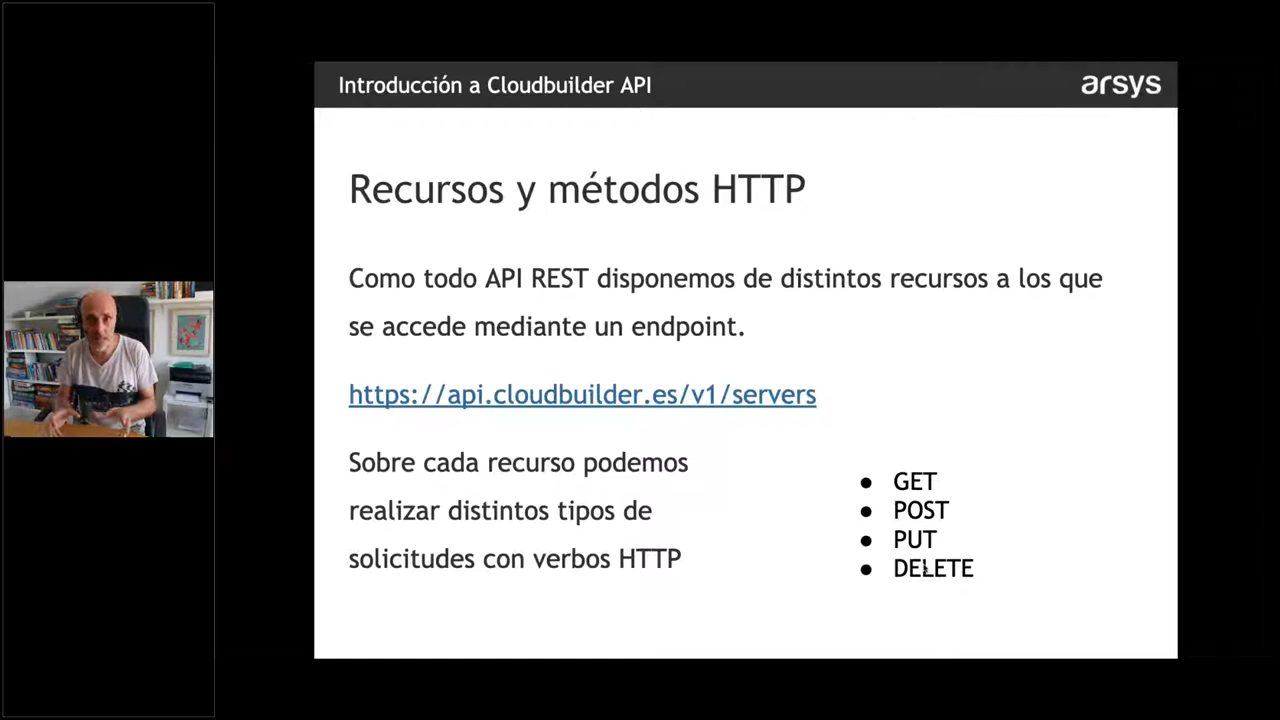 Introducción a Cloudbuilder API
arsys
Recursos y métodos HTTP
Como todo API REST disponemos de distintos recursos a los que
se accede mediante un endpoint.
https://api.cloudbuilder.es/v1/servers
Sobre cada recurso podemos
realizar distintos tipos de
solicitudes con verbos HTTP
● GET
● POST
● PUT
● DELETE